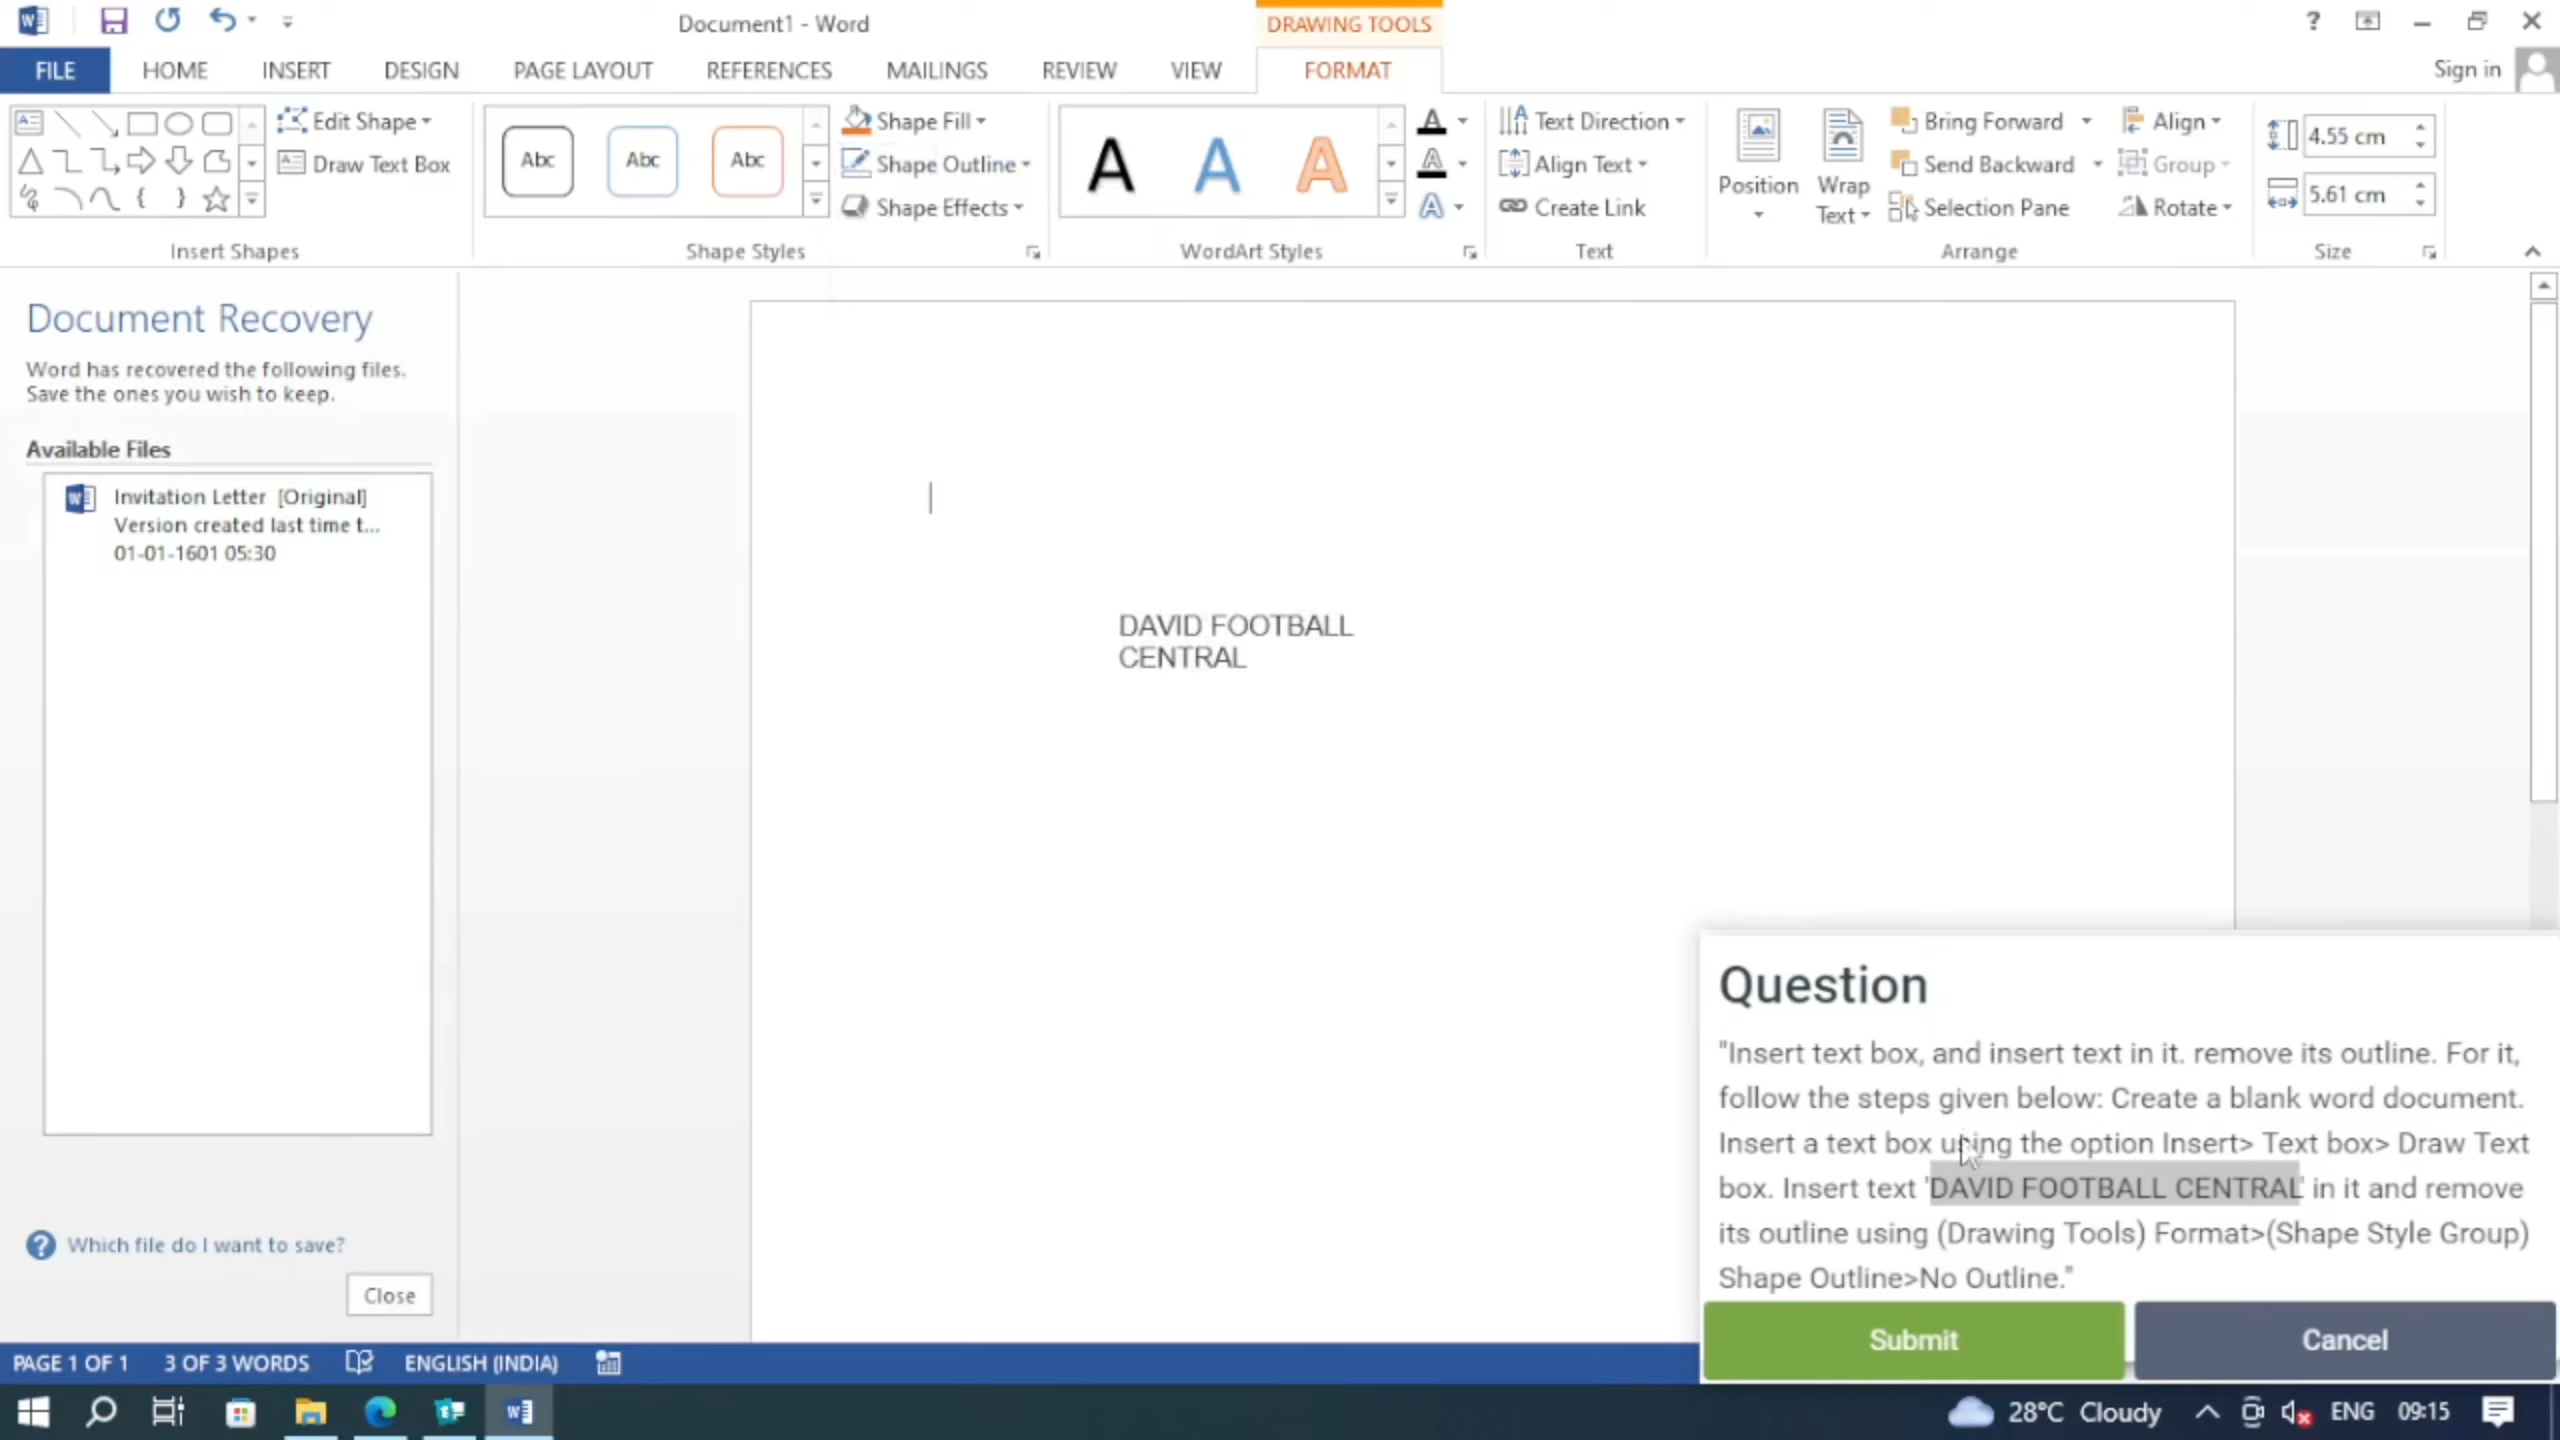 Document1 - Word
DRAWING TOOLS
?
FILE
HOME
INSERT
DESIGN
PAGE LAYOUT
REFERENCES
MAILINGS
REVIEW
VIEW
FORMAT
Sign in
Edit Shape
Draw Text Box
Insert Shapes
Abc
Abc
Abc
Shape Fill
Shape Outline
Shape Effects
Shape Styles
A
A
A
WordArt Styles
Text Direction
Align Text
Create Link
Text
Position
Wrap
Text
Bring Forward
Send Backward
Selection Pane
Align
Group
Rotate
Arrange
4.55 cm
5.61 cm
Size
Document Recovery
Word has recovered the following files.
Save the ones you wish to keep.
Available Files
Invitation Letter [Original]
Version created last time t...
01-01-1601 05:30
? Which file do I want to save?
Close
DAVID FOOTBALL
CENTRAL
Question
"Insert text box, and insert text in it. remove its outline. For it,
follow the steps given below: Create a blank word document.
Insert a text box using the option Insert> Text box> Draw Text
box. Insert text 'DAVID FOOTBALL CENTRAL' in it and remove
its outline using (Drawing Tools) Format>(Shape Style Group)
Shape Outline>No Outline."
Submit
Cancel
PAGE 1 OF 1
3 OF 3 WORDS
ENGLISH (INDIA)
28°C Cloudy
ENG
09:15